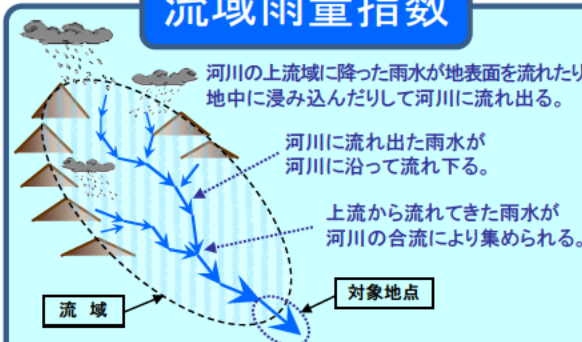 流域雨量指数
河川の上流域に降った雨水が地表面を流れたり
地中に浸み込んだりして河川に流れ出る。
河川に流れ出た雨水が
河川に沿って流れ下る。
上流から流れてきた雨水が
河川の合流により集められる。
対象地点
流 域